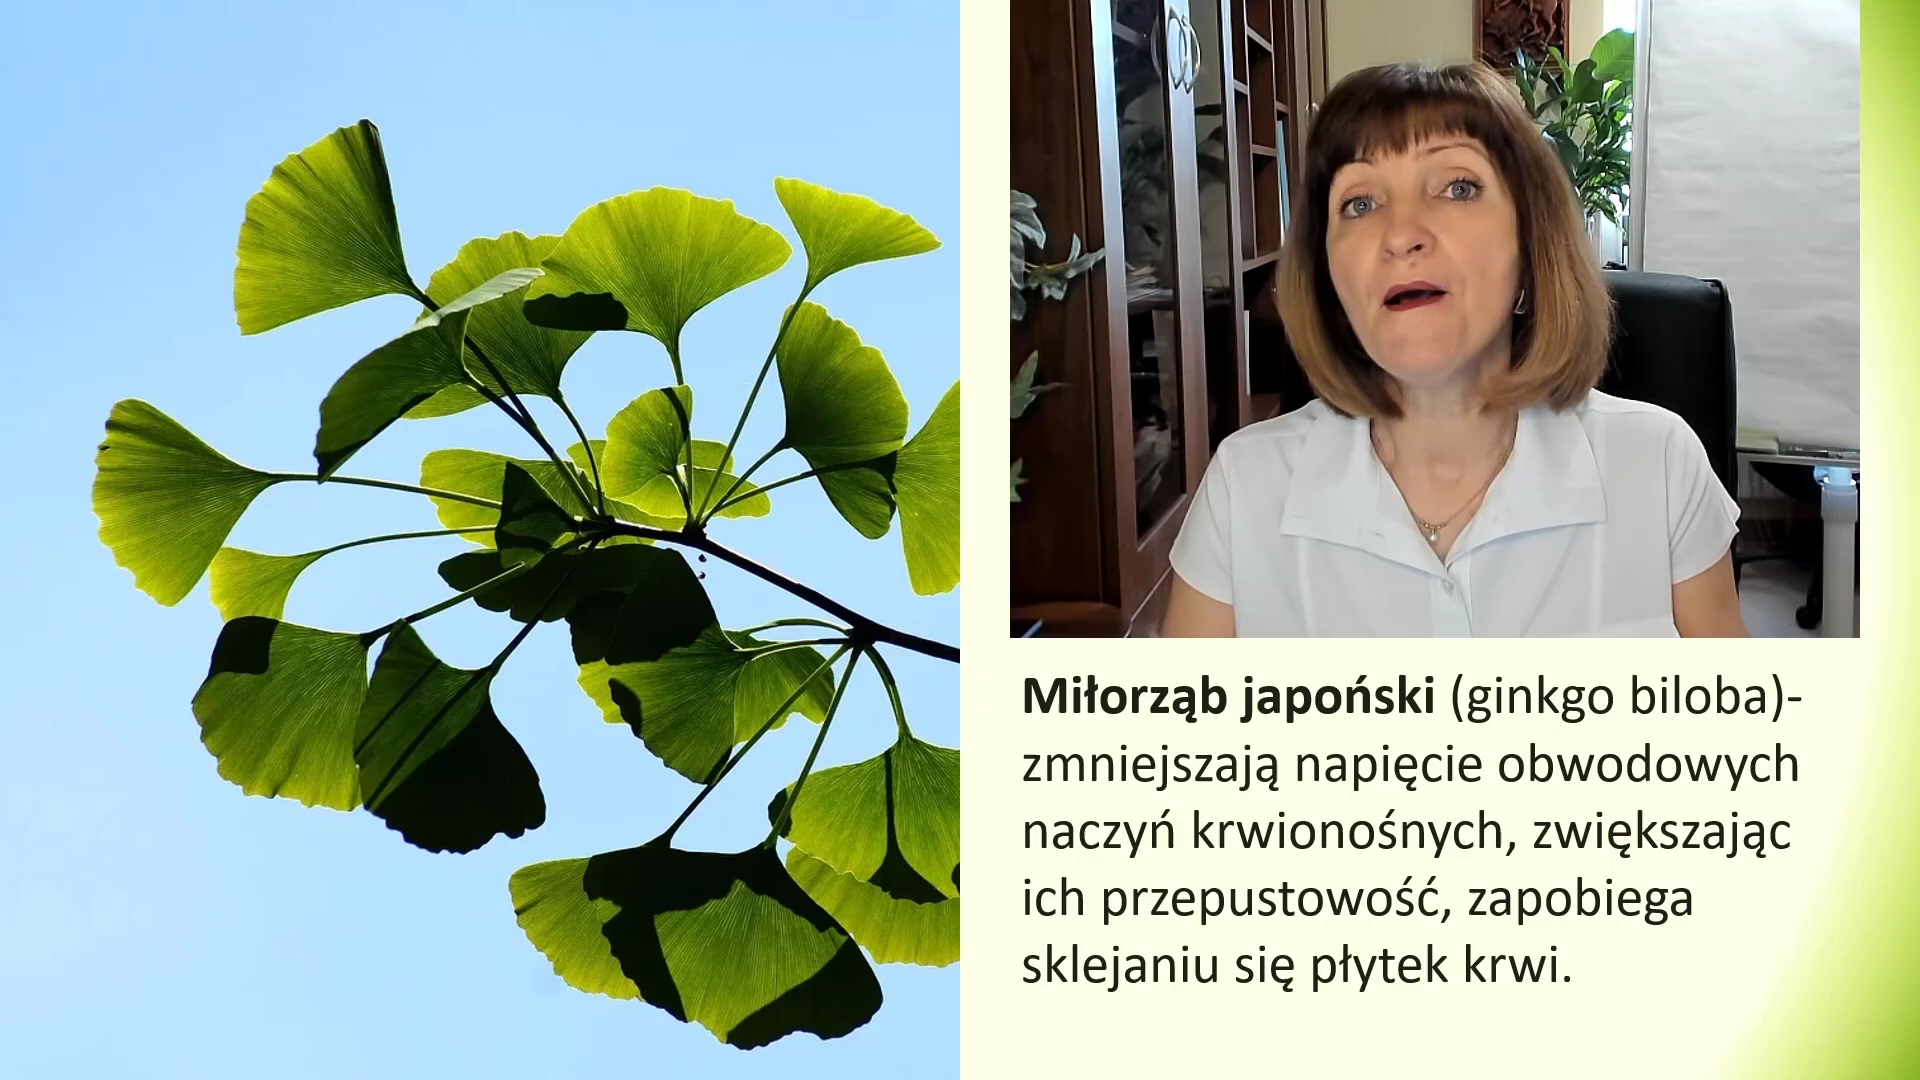 Miłorząb japoński (ginkgo biloba)-
zmniejszają napięcie obwodowych
naczyń krwionośnych, zwiększając
ich przepustowość, zapobiega
sklejaniu się płytek krwi.